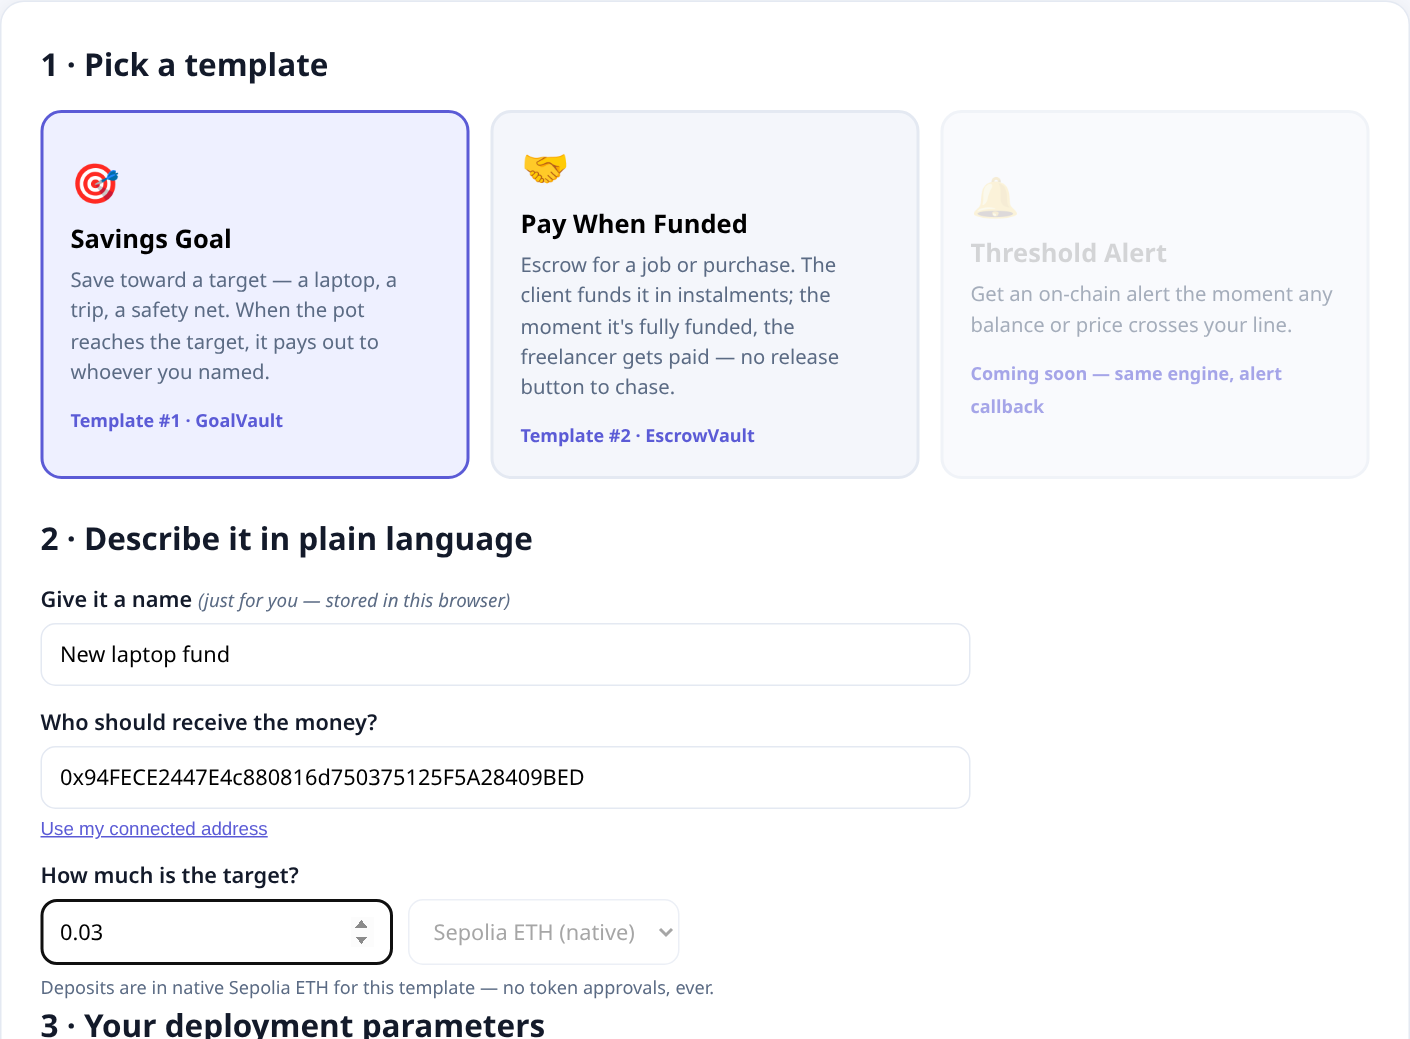 1 · Pick a template
Savings Goal
Save toward a target — a laptop, a
trip, a safety net. When the pot
reaches the target, it pays out to
whoever you named.
Template #1 · GoalVault
Pay When Funded
Escrow for a job or purchase. The
client funds it in instalments; the
moment it's fully funded, the
freelancer gets paid — no release
button to chase.
Template #2 · EscrowVault
Threshold Alert
Get an on-chain alert the moment any
balance or price crosses your line.
Coming soon — same engine, alert
callback
2 · Describe it in plain language
Give it a name (just for you — stored in this browser)
New laptop fund
Who should receive the money?
0x94FECE2447E4c880816d750375125F5A28409BED
Use my connected address
How much is the target?
0.03
Sepolia ETH (native)
Deposits are in native Sepolia ETH for this template — no token approvals, ever.
3 · Your deployment parameters